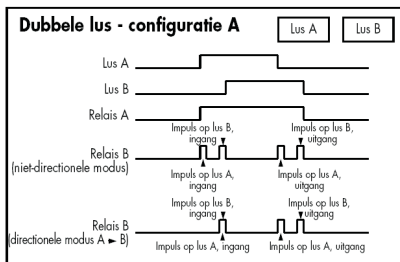 Dubbele lus - configuratie A
Lus A
Lus B
Lus A
Lus B
Relais A
Impuls op lus B,
ingang
Impuls op lus B,
uitgang
Relais B
(niet-directionele modus)
Impuls op lus A,
ingang
Impuls op lus A,
uitgang
Impuls op lus B,
ingang
Impuls op lus B,
uitgang
Relais B
(directionele modus A ► B)
Impuls op lus A, ingang
Impuls op lus A, uitgang